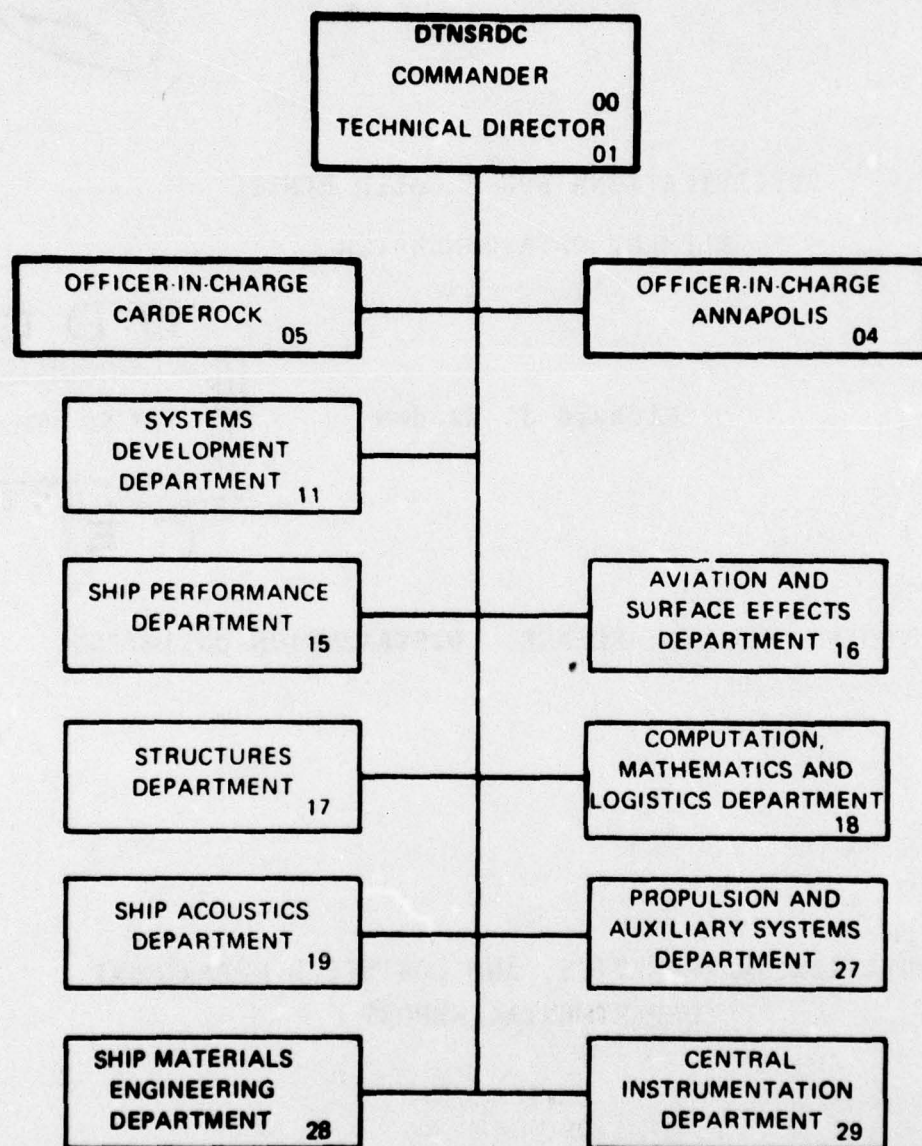 DTNSRDC
COMMANDER
00
TECHNICAL DIRECTOR
01
OFFICER-IN-CHARGE
CARDEROCK
05
OFFICER-IN-CHARGE
ANNAPOLIS
04
SYSTEMS
DEVELOPMENT
DEPARTMENT
11
SHIP PERFORMANCE
DEPARTMENT
15
AVIATION AND
SURFACE EFFECTS
DEPARTMENT
16
STRUCTURES
DEPARTMENT
17
COMPUTATION,
MATHEMATICS AND
LOGISTICS DEPARTMENT
18
SHIP ACOUSTICS
DEPARTMENT
19
PROPULSION AND
AUXILIARY SYSTEMS
DEPARTMENT
27
SHIP MATERIALS
ENGINEERING
DEPARTMENT
28
CENTRAL
INSTRUMENTATION
DEPARTMENT
29